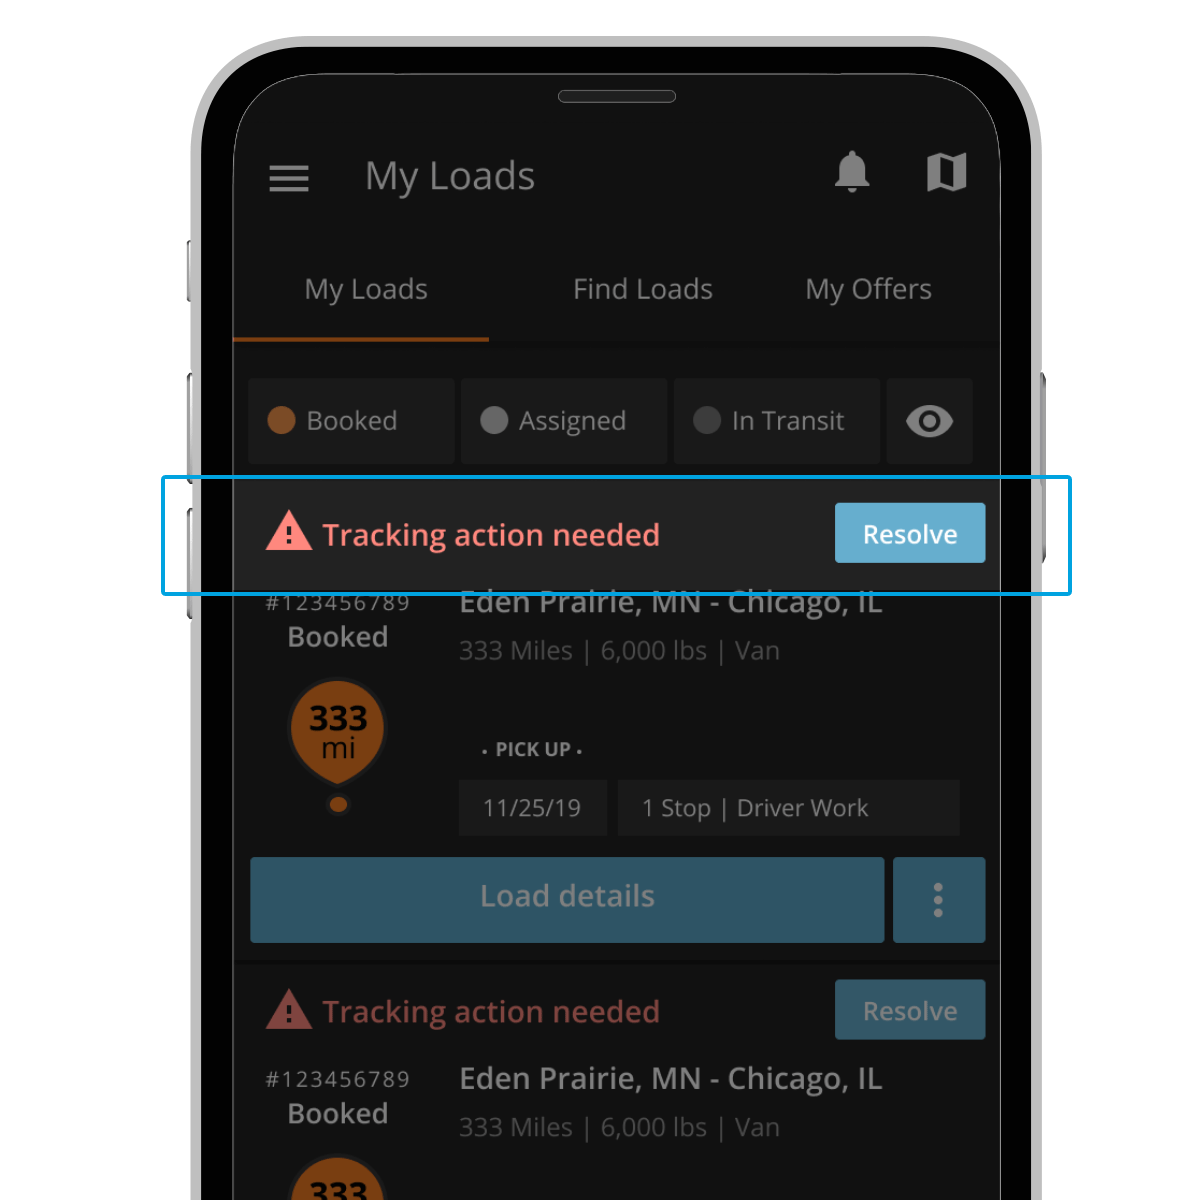 My Loads
My Loads Find Loads My Offers
Booked Assigned In Transit
Tracking action needed Resolve
#123456789 Eden Prairie, MN - Chicago, IL
Booked
333 Miles | 6,000 lbs | Van
333
mi
· PICK UP ·
11/25/19 1 Stop | Driver Work
Load details
Tracking action needed Resolve
#123456789 Eden Prairie, MN - Chicago, IL
Booked
333 Miles | 6,000 lbs | Van
333